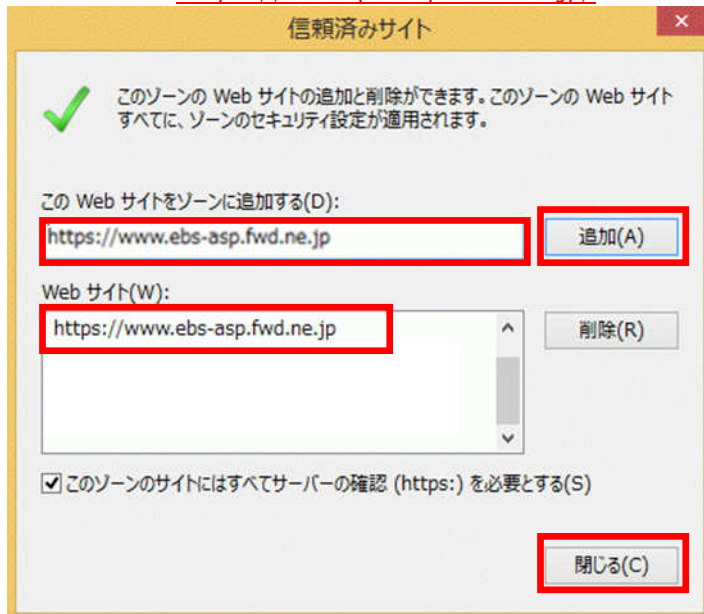 信頼済みサイト
このゾーンの Web サイトの追加と削除ができます。このゾーンの Web サイト
すべてに、ゾーンのセキュリティ設定が適用されます。
この Web サイトをゾーンに追加する(D):
https://www.ebs-asp.fwd.ne.jp
追加(A)
Web サイト(W):
https://www.ebs-asp.fwd.ne.jp
削除(R)
このゾーンのサイトにはすべてサーバーの確認 (https:) を必要とする(S)
閉じる(C)